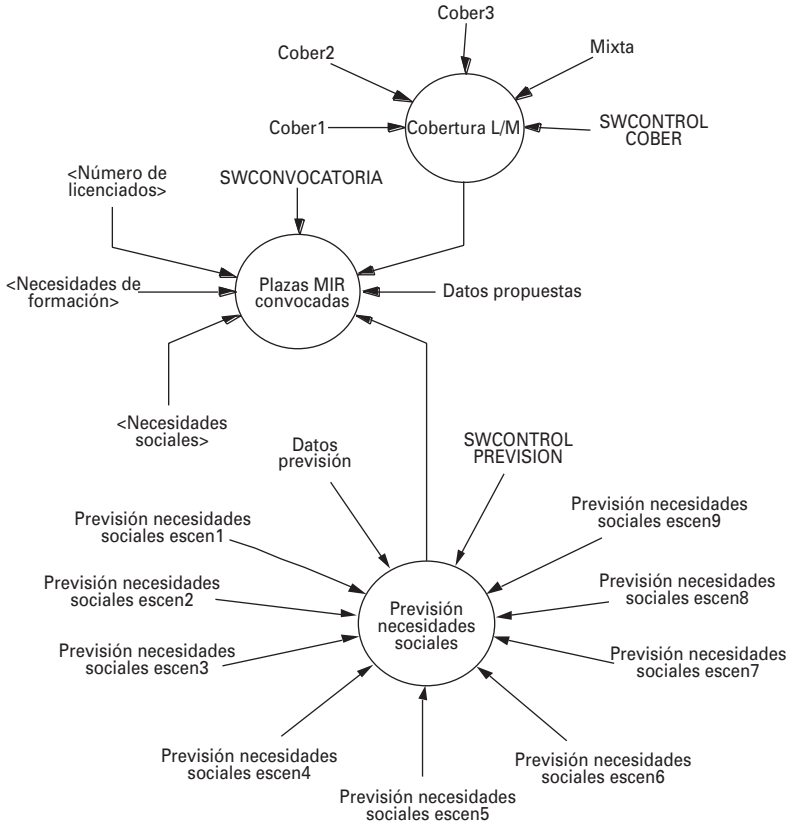 Cober3
Cober2
Mixta
Cober1
Cobertura L/M
SWCONTROL
COBER
<Número de
licenciados>
SWCONVOCATORIA
<Necesidades de
formación>
Plazas MIR
convocadas
Datos propuestas
<Necesidades
sociales>
Datos
previsión
SWCONTROL
PREVISION
Previsión necesidades
sociales escen1
Previsión necesidades
sociales escen9
Previsión necesidades
sociales escen2
Previsión
necesidades
sociales
Previsión necesidades
sociales escen8
Previsión necesidades
sociales escen3
Previsión necesidades
sociales escen7
Previsión necesidades
sociales escen4
Previsión necesidades
sociales escen6
Previsión necesidades
sociales escen5